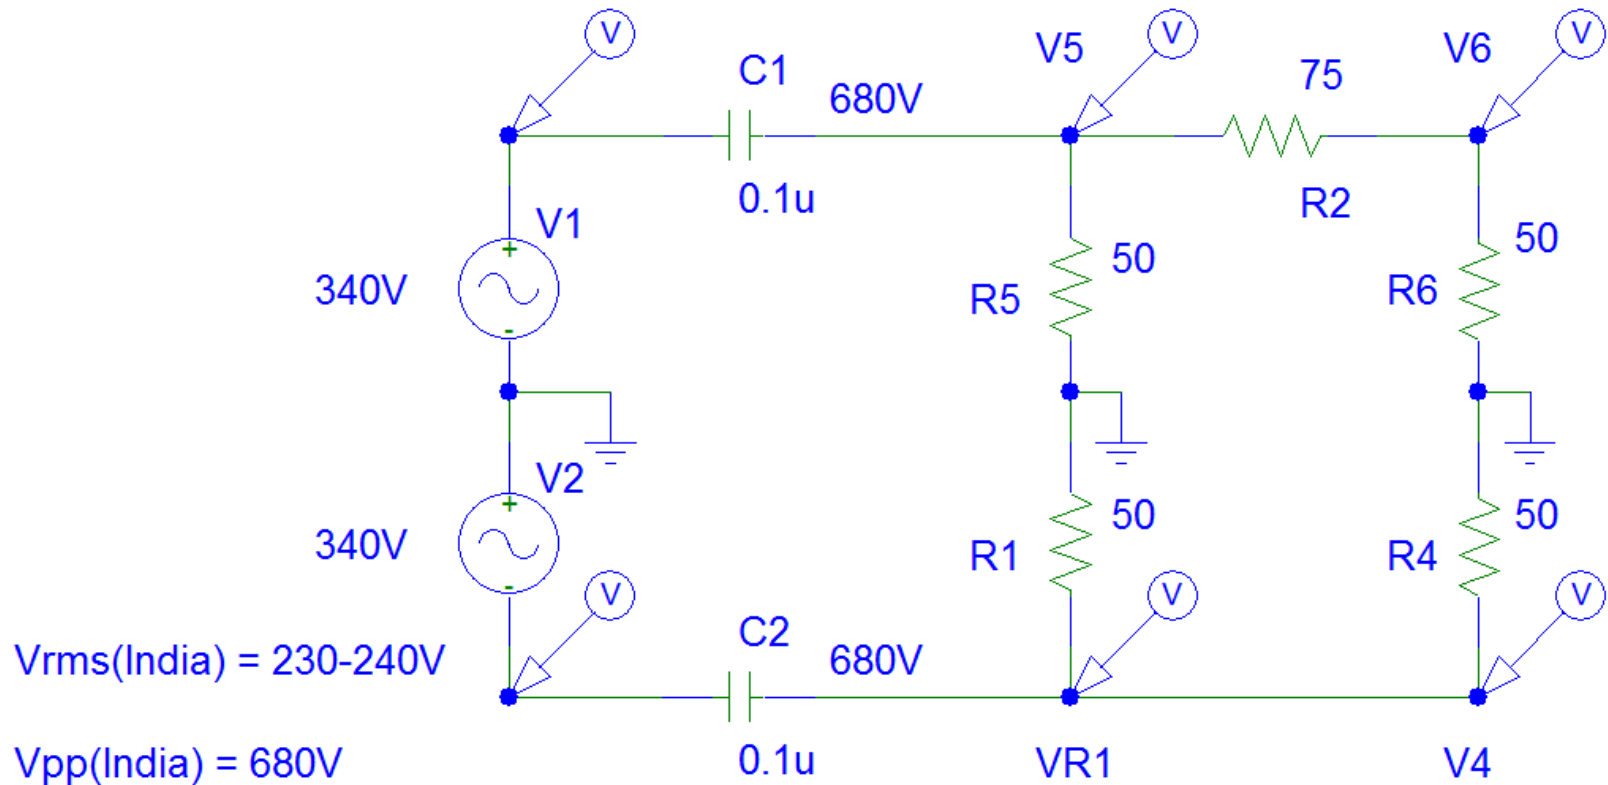 V
V
V
V5
V6
C1
75
680V
0.1u
R2
V1
+
340V
-
50
R5
50
R6
V2
+
340V
-
50
R1
50
R4
V
V
V
C2
680V
Vrms(India) = 230-240V
0.1u
VR1
V4
Vpp(India) = 680V